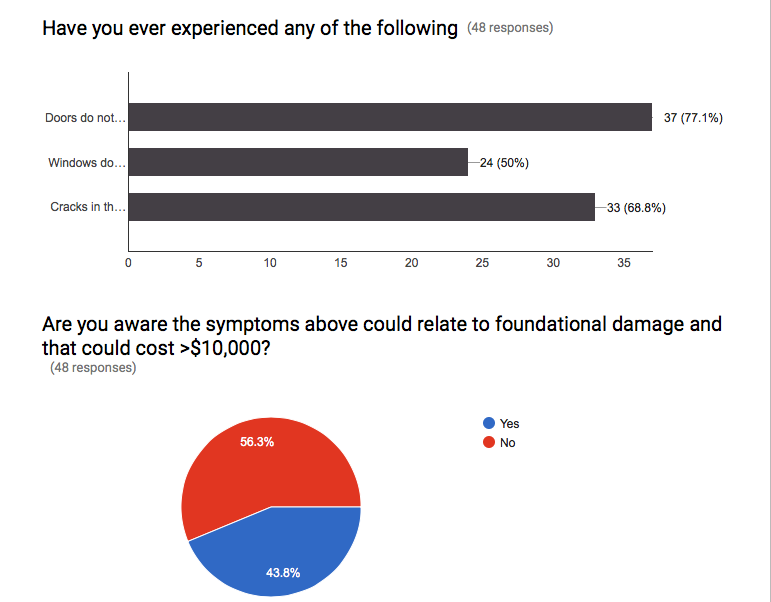 Have you ever experienced any of the following (48 responses)
Doors do not… 37 (77.1%)
Windows do… 24 (50%)
Cracks in th… 33 (68.8%)
0 5 10 15 20 25 30 35
Are you aware the symptoms above could relate to foundational damage and
that could cost >$10,000?
(48 responses)
Yes
No
56.3%
43.8%